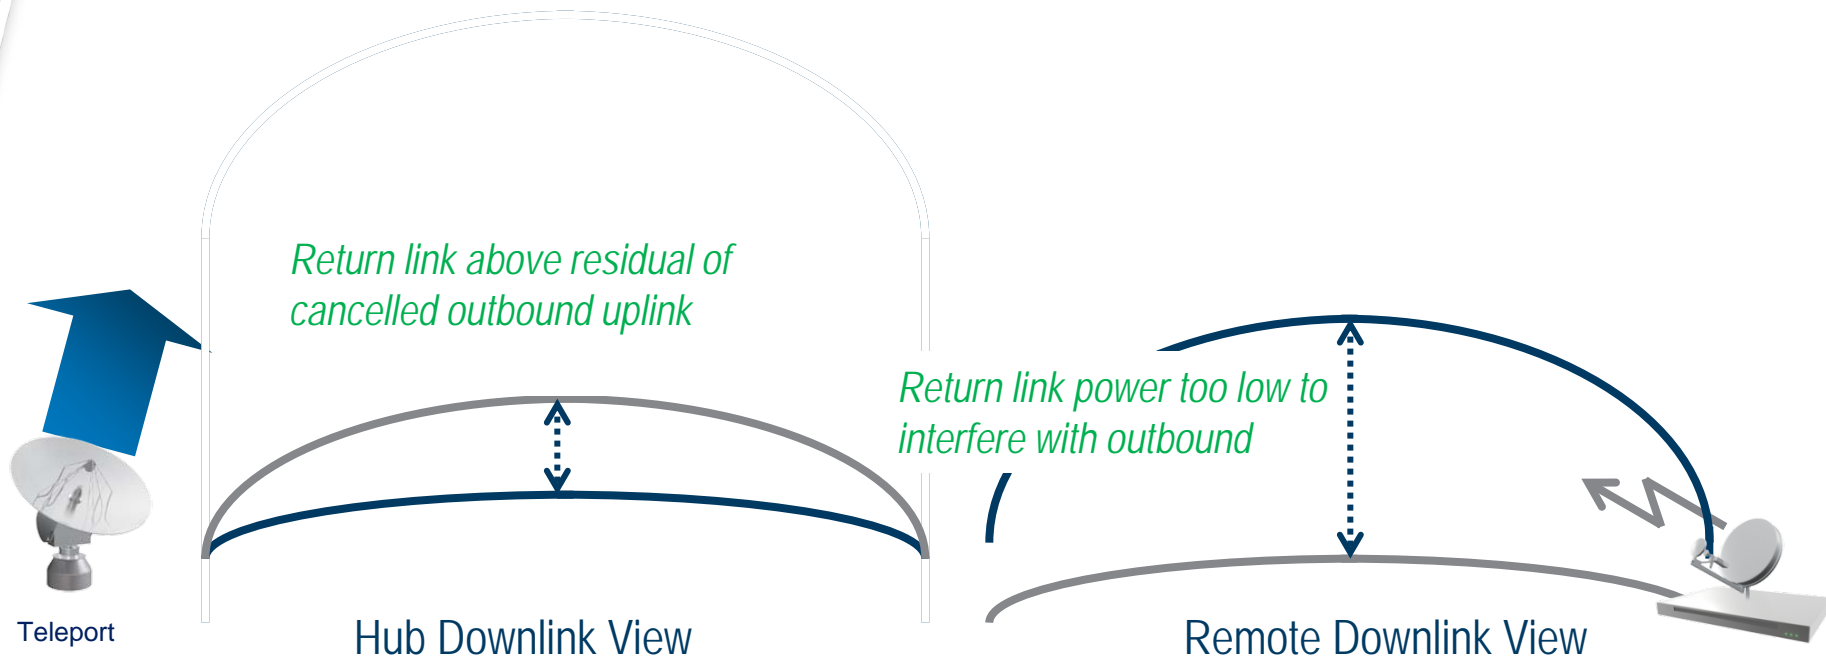 Return link above residual of
cancelled outbound uplink
Return link power too low to
interfere with outbound
Teleport
Hub Downlink View
Remote Downlink View